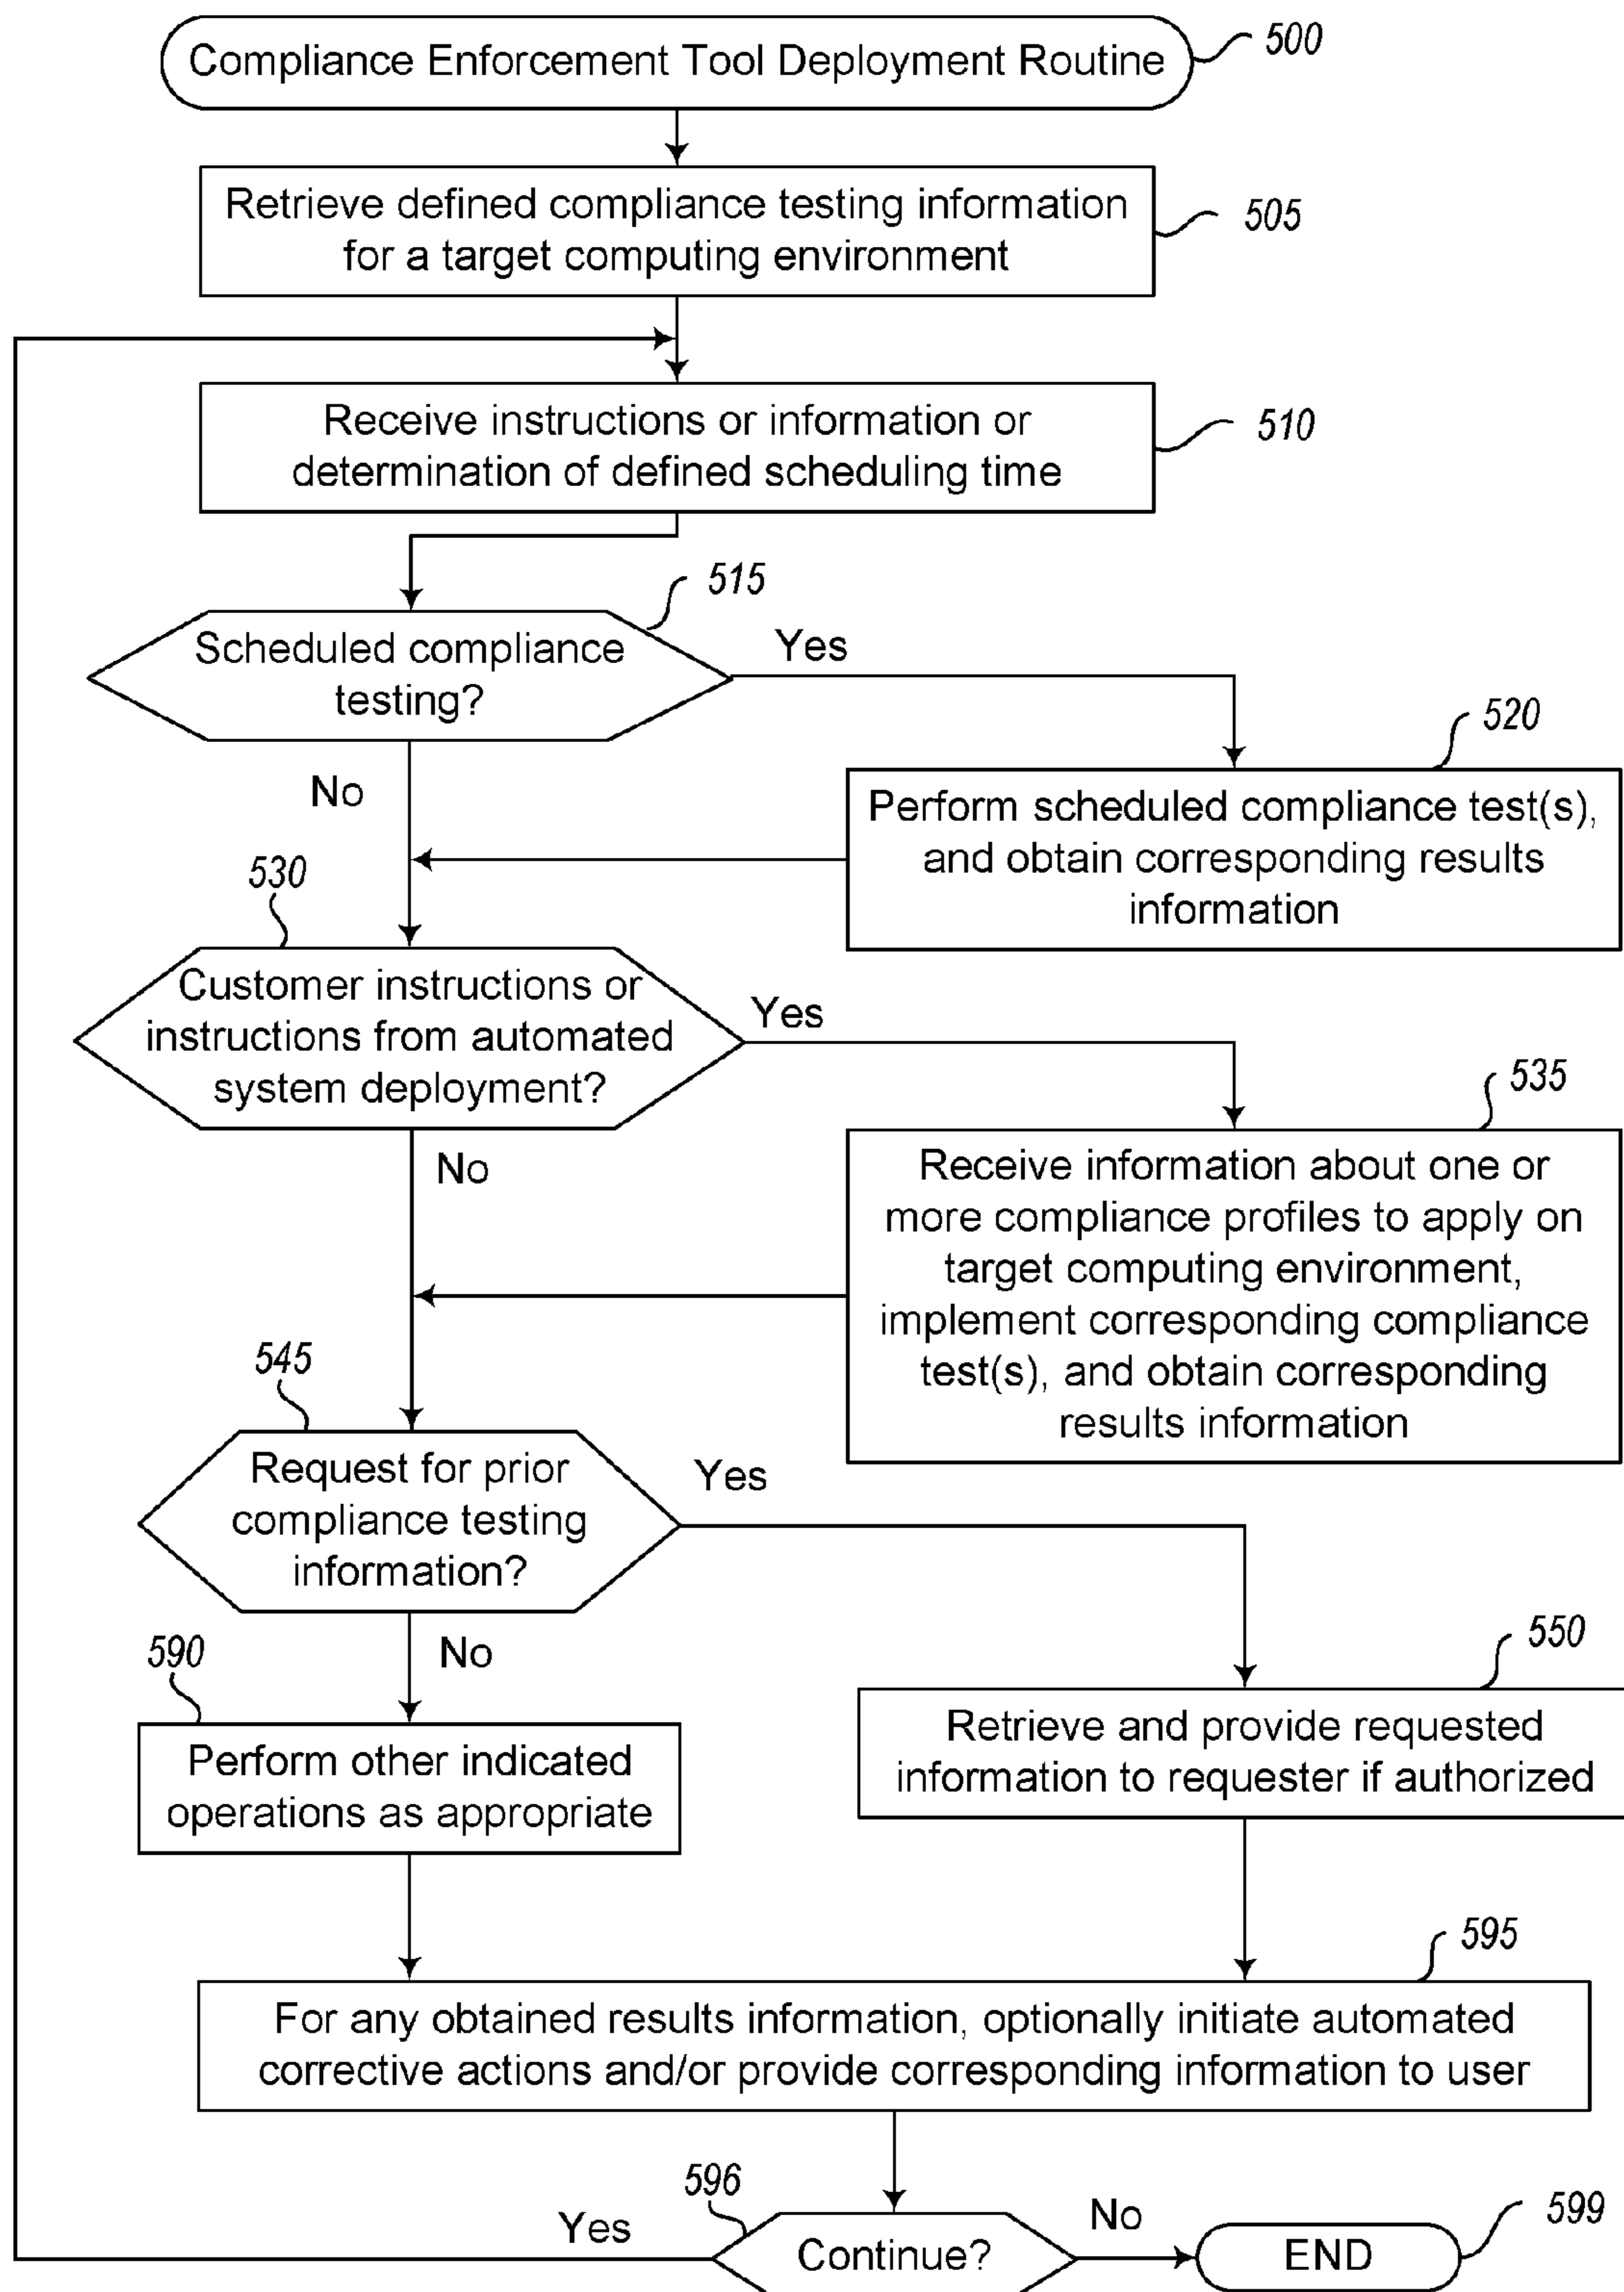 Compliance Enforcement Tool Deployment Routine
500
Retrieve defined compliance testing information
for a target computing environment
505
Receive instructions or information or
determination of defined scheduling time
510
515
Scheduled compliance
testing?
Yes
No
520
Perform scheduled compliance test(s),
and obtain corresponding results
information
530
Customer instructions or
instructions from automated
system deployment?
Yes
No
535
Receive information about one or
more compliance profiles to apply on
target computing environment,
implement corresponding compliance
test(s), and obtain corresponding
results information
545
Request for prior
compliance testing
information?
Yes
No
550
Retrieve and provide requested
information to requester if authorized
590
Perform other indicated
operations as appropriate
595
For any obtained results information, optionally initiate automated
corrective actions and/or provide corresponding information to user
596
Continue?
Yes
No
END
599